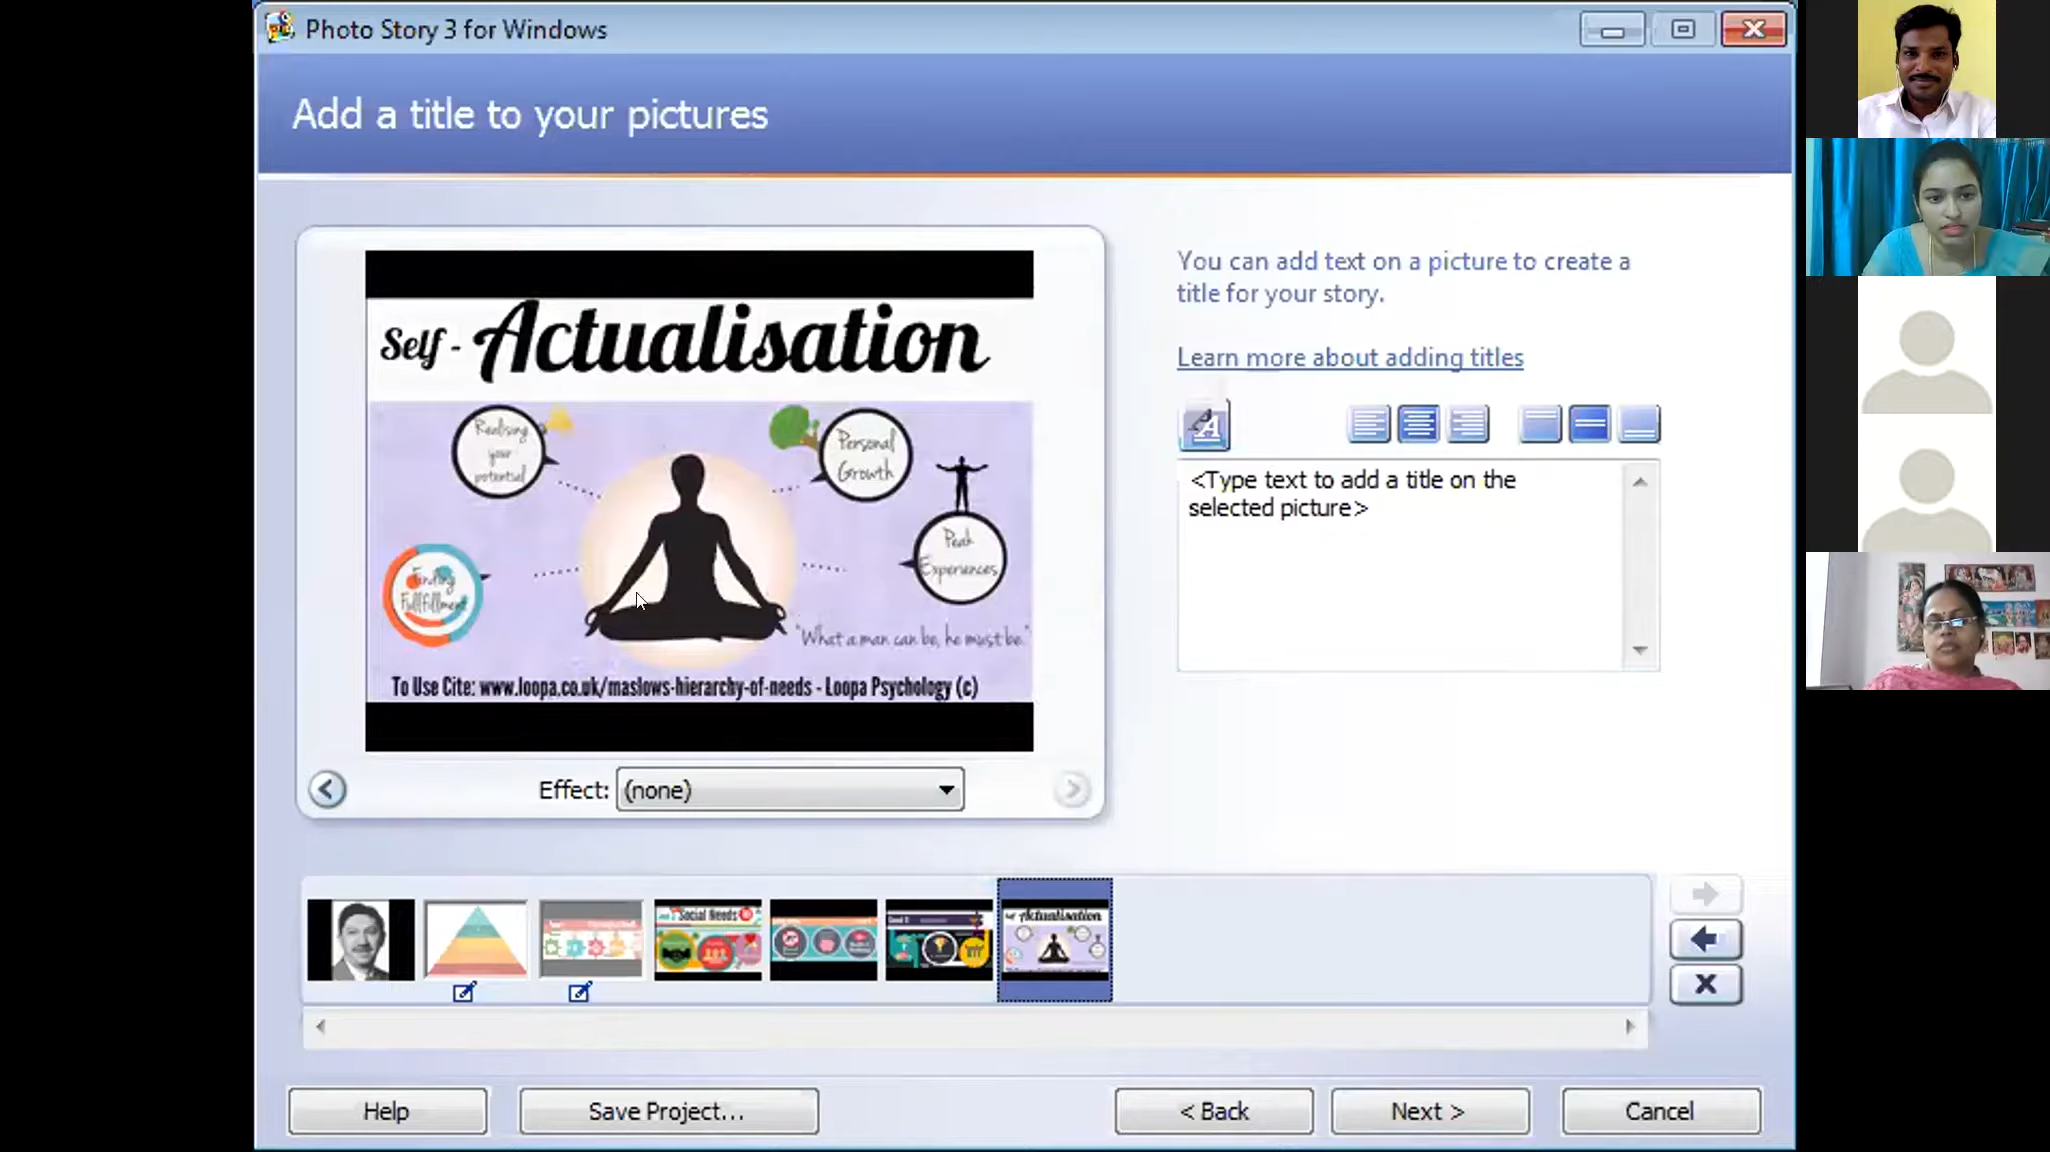 Photo Story 3 for Windows
Add a title to your pictures
Self - Actualisation
Realising
your
potential
Personal
Growth
Peak
Experiences
Finding
Fullfillment
"What a man can be, he must be."
To Use Cite: www.loopa.co.uk/maslows-hierarchy-of-needs - Loopa Psychology (c)
Effect: (none)
You can add text on a picture to create a
title for your story.
Learn more about adding titles
A
<Type text to add a title on the
selected picture>
Social Needs
Actualisation
Help
Save Project...
< Back
Next >
Cancel